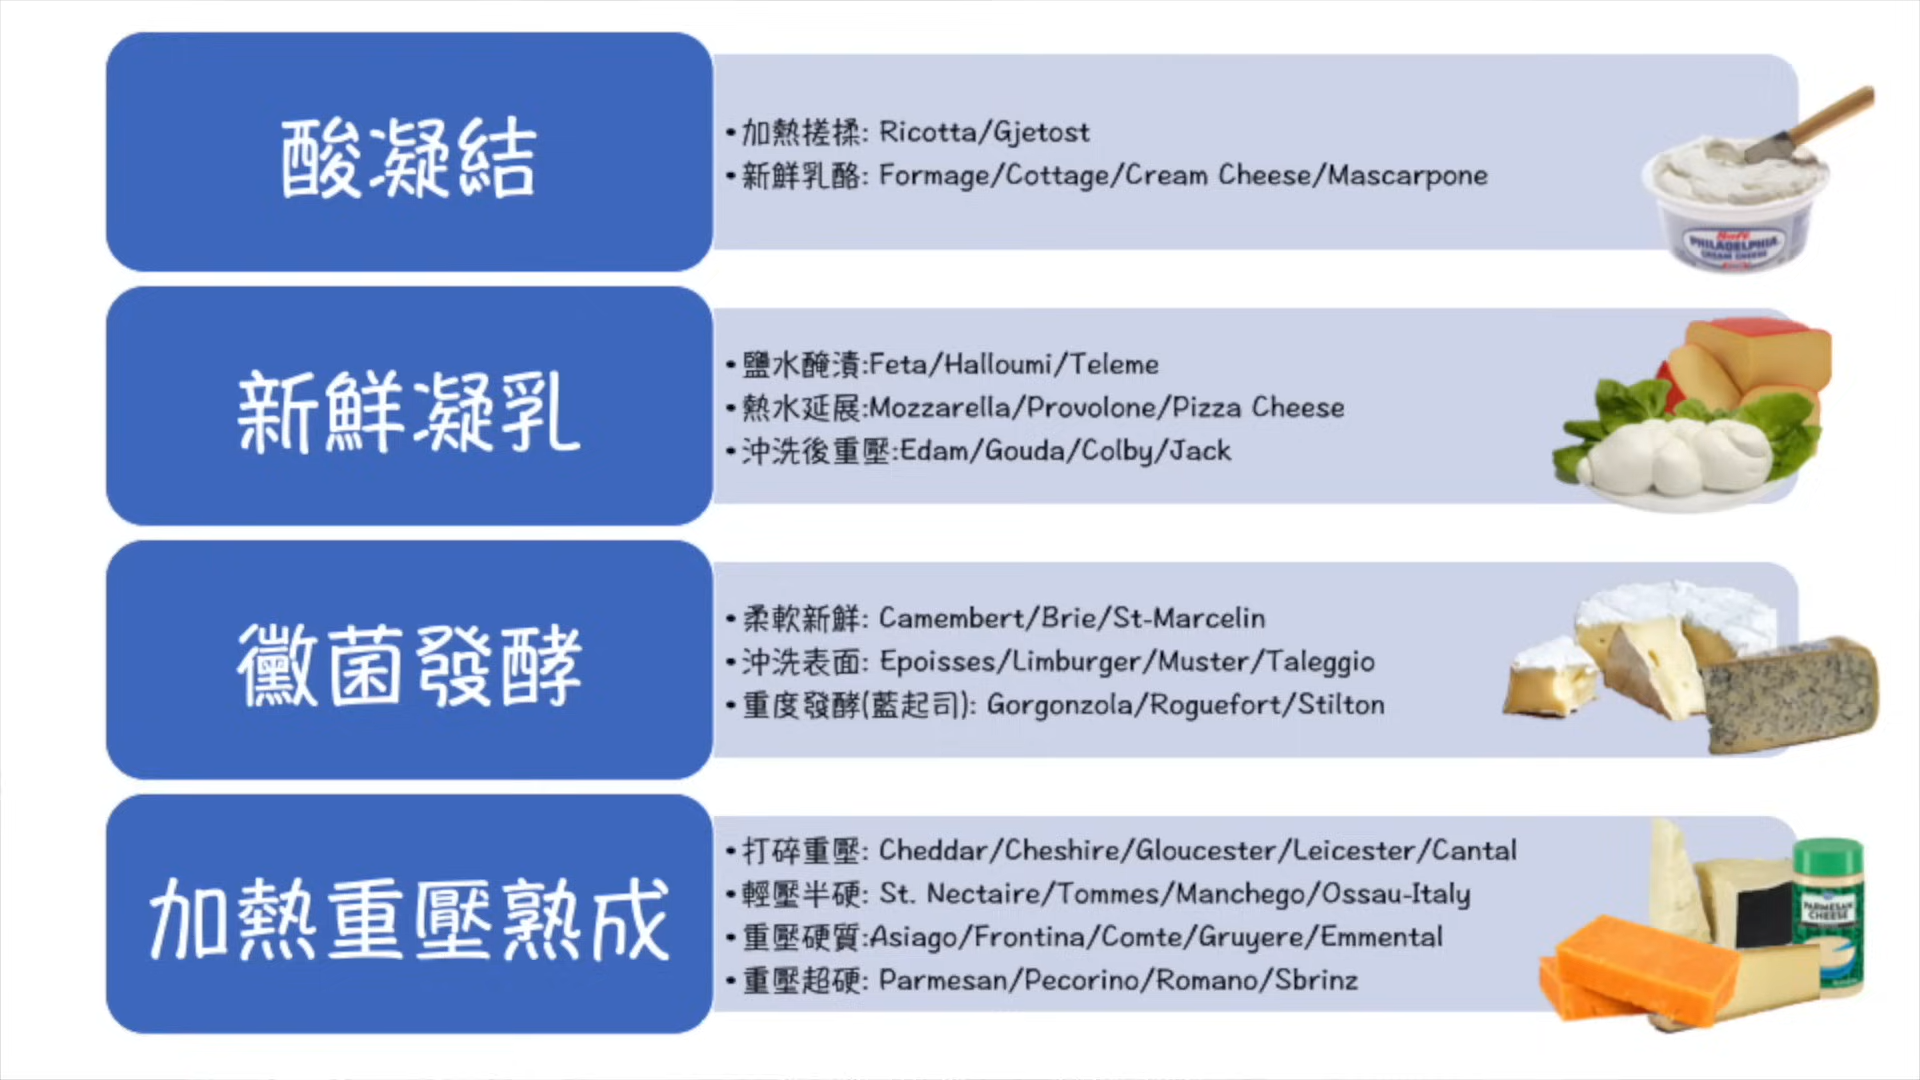 酸凝結
•加熱搓揉: Ricotta/Gjetost
•新鮮乳酪: Formage/Cottage/Cream Cheese/Mascarpone
PHILADELPHIA
CREAM CHEESE
新鮮凝乳
•鹽水醃漬:Feta/Halloumi/Teleme
•熱水延展:Mozzarella/Provolone/Pizza Cheese
•沖洗後重壓:Edam/Gouda/Colby/Jack
黴菌發酵
•柔軟新鮮: Camembert/Brie/St-Marcelin
•沖洗表面: Epoisses/Limburger/Muster/Taleggio
•重度發酵(藍起司): Gorgonzola/Roguefort/Stilton
加熱重壓熟成
•打碎重壓: Cheddar/Cheshire/Gloucester/Leicester/Cantal
•輕壓半硬: St. Nectaire/Tommes/Manchego/Ossau-Italy
•重壓硬質:Asiago/Frontina/Comte/Gruyere/Emmental
•重壓超硬: Parmesan/Pecorino/Romano/Sbrinz
PARMESAN
CHEESE